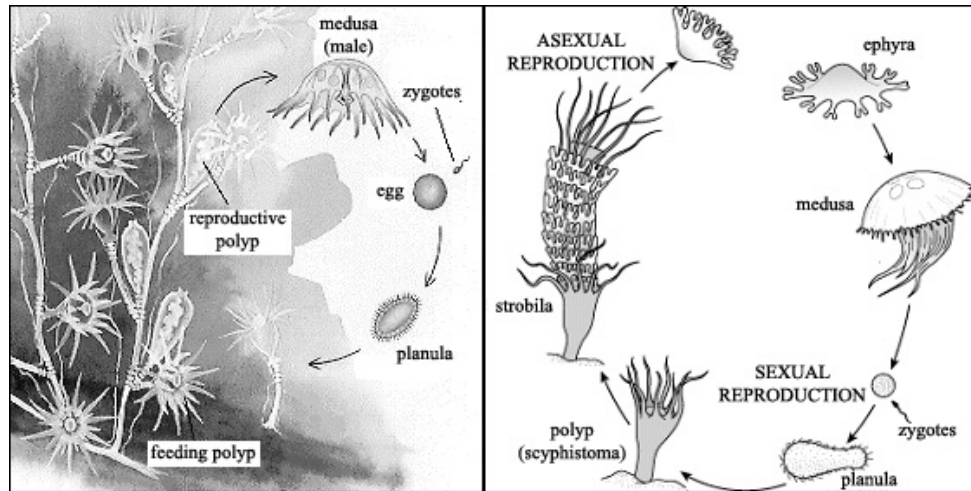 medusa
(male)
zygotes
egg
reproductive
polyp
planula
feeding polyp
ASEXUAL
REPRODUCTION
ephyra
medusa
strobila
SEXUAL
REPRODUCTION
zygotes
polyp
(scyphistoma)
planula